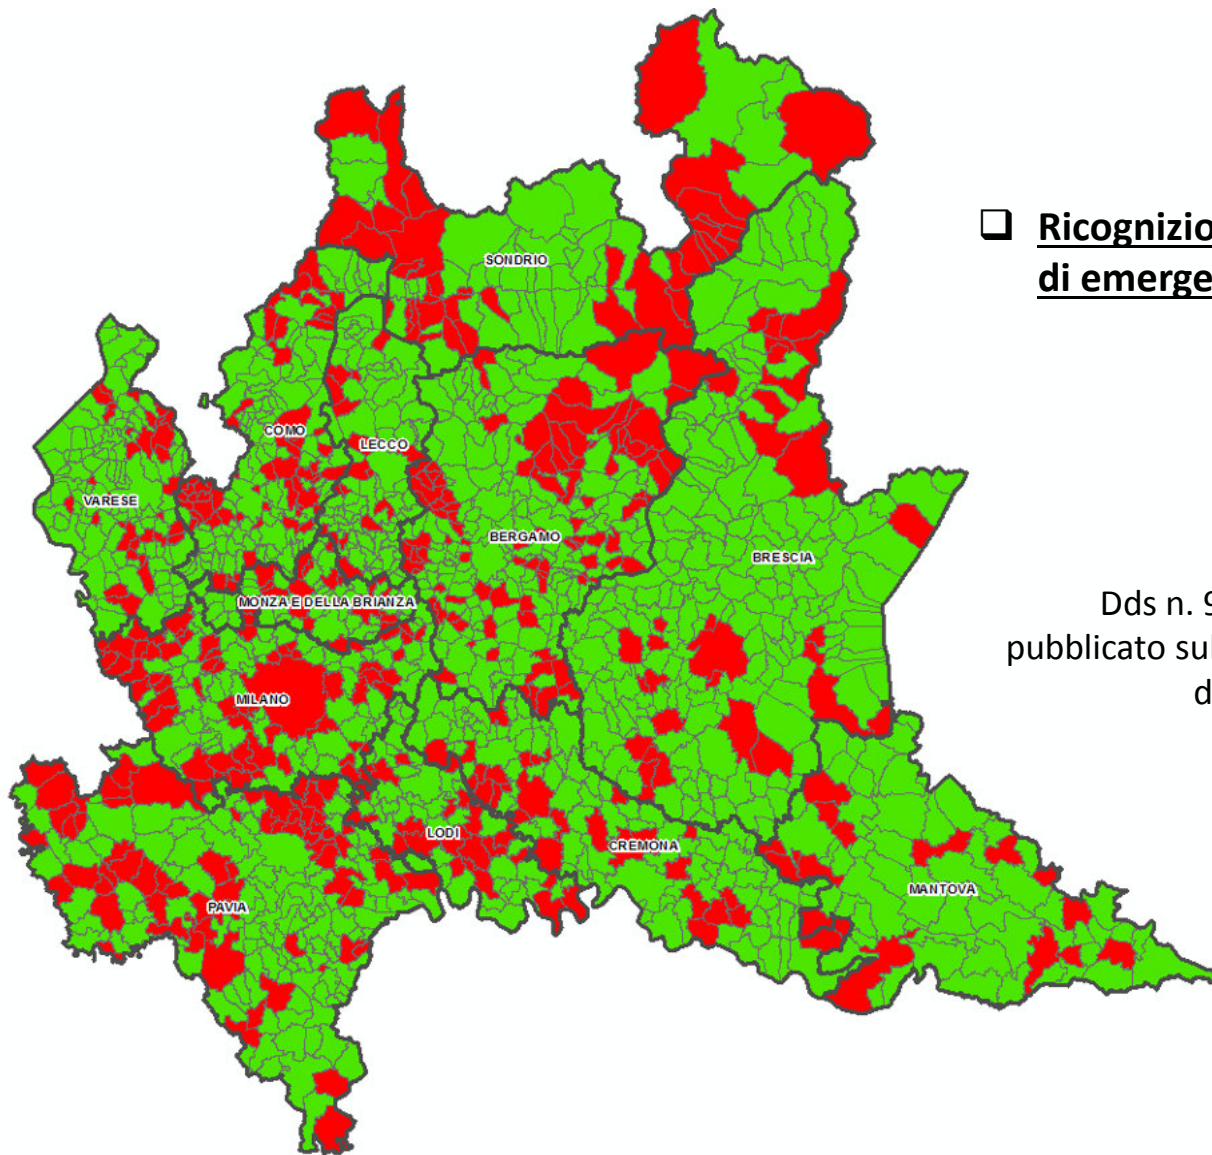 ❑ Ricognizio
di emerge
SONDRIO
COMO
LECCO
VARESE
BERGAMO
BRESCIA
MONZA E DELLA BRIANZA
Dds n. 9
pubblicato sul
d
MILANO
LODI
CREMONA
MANTOVA
PAVIA